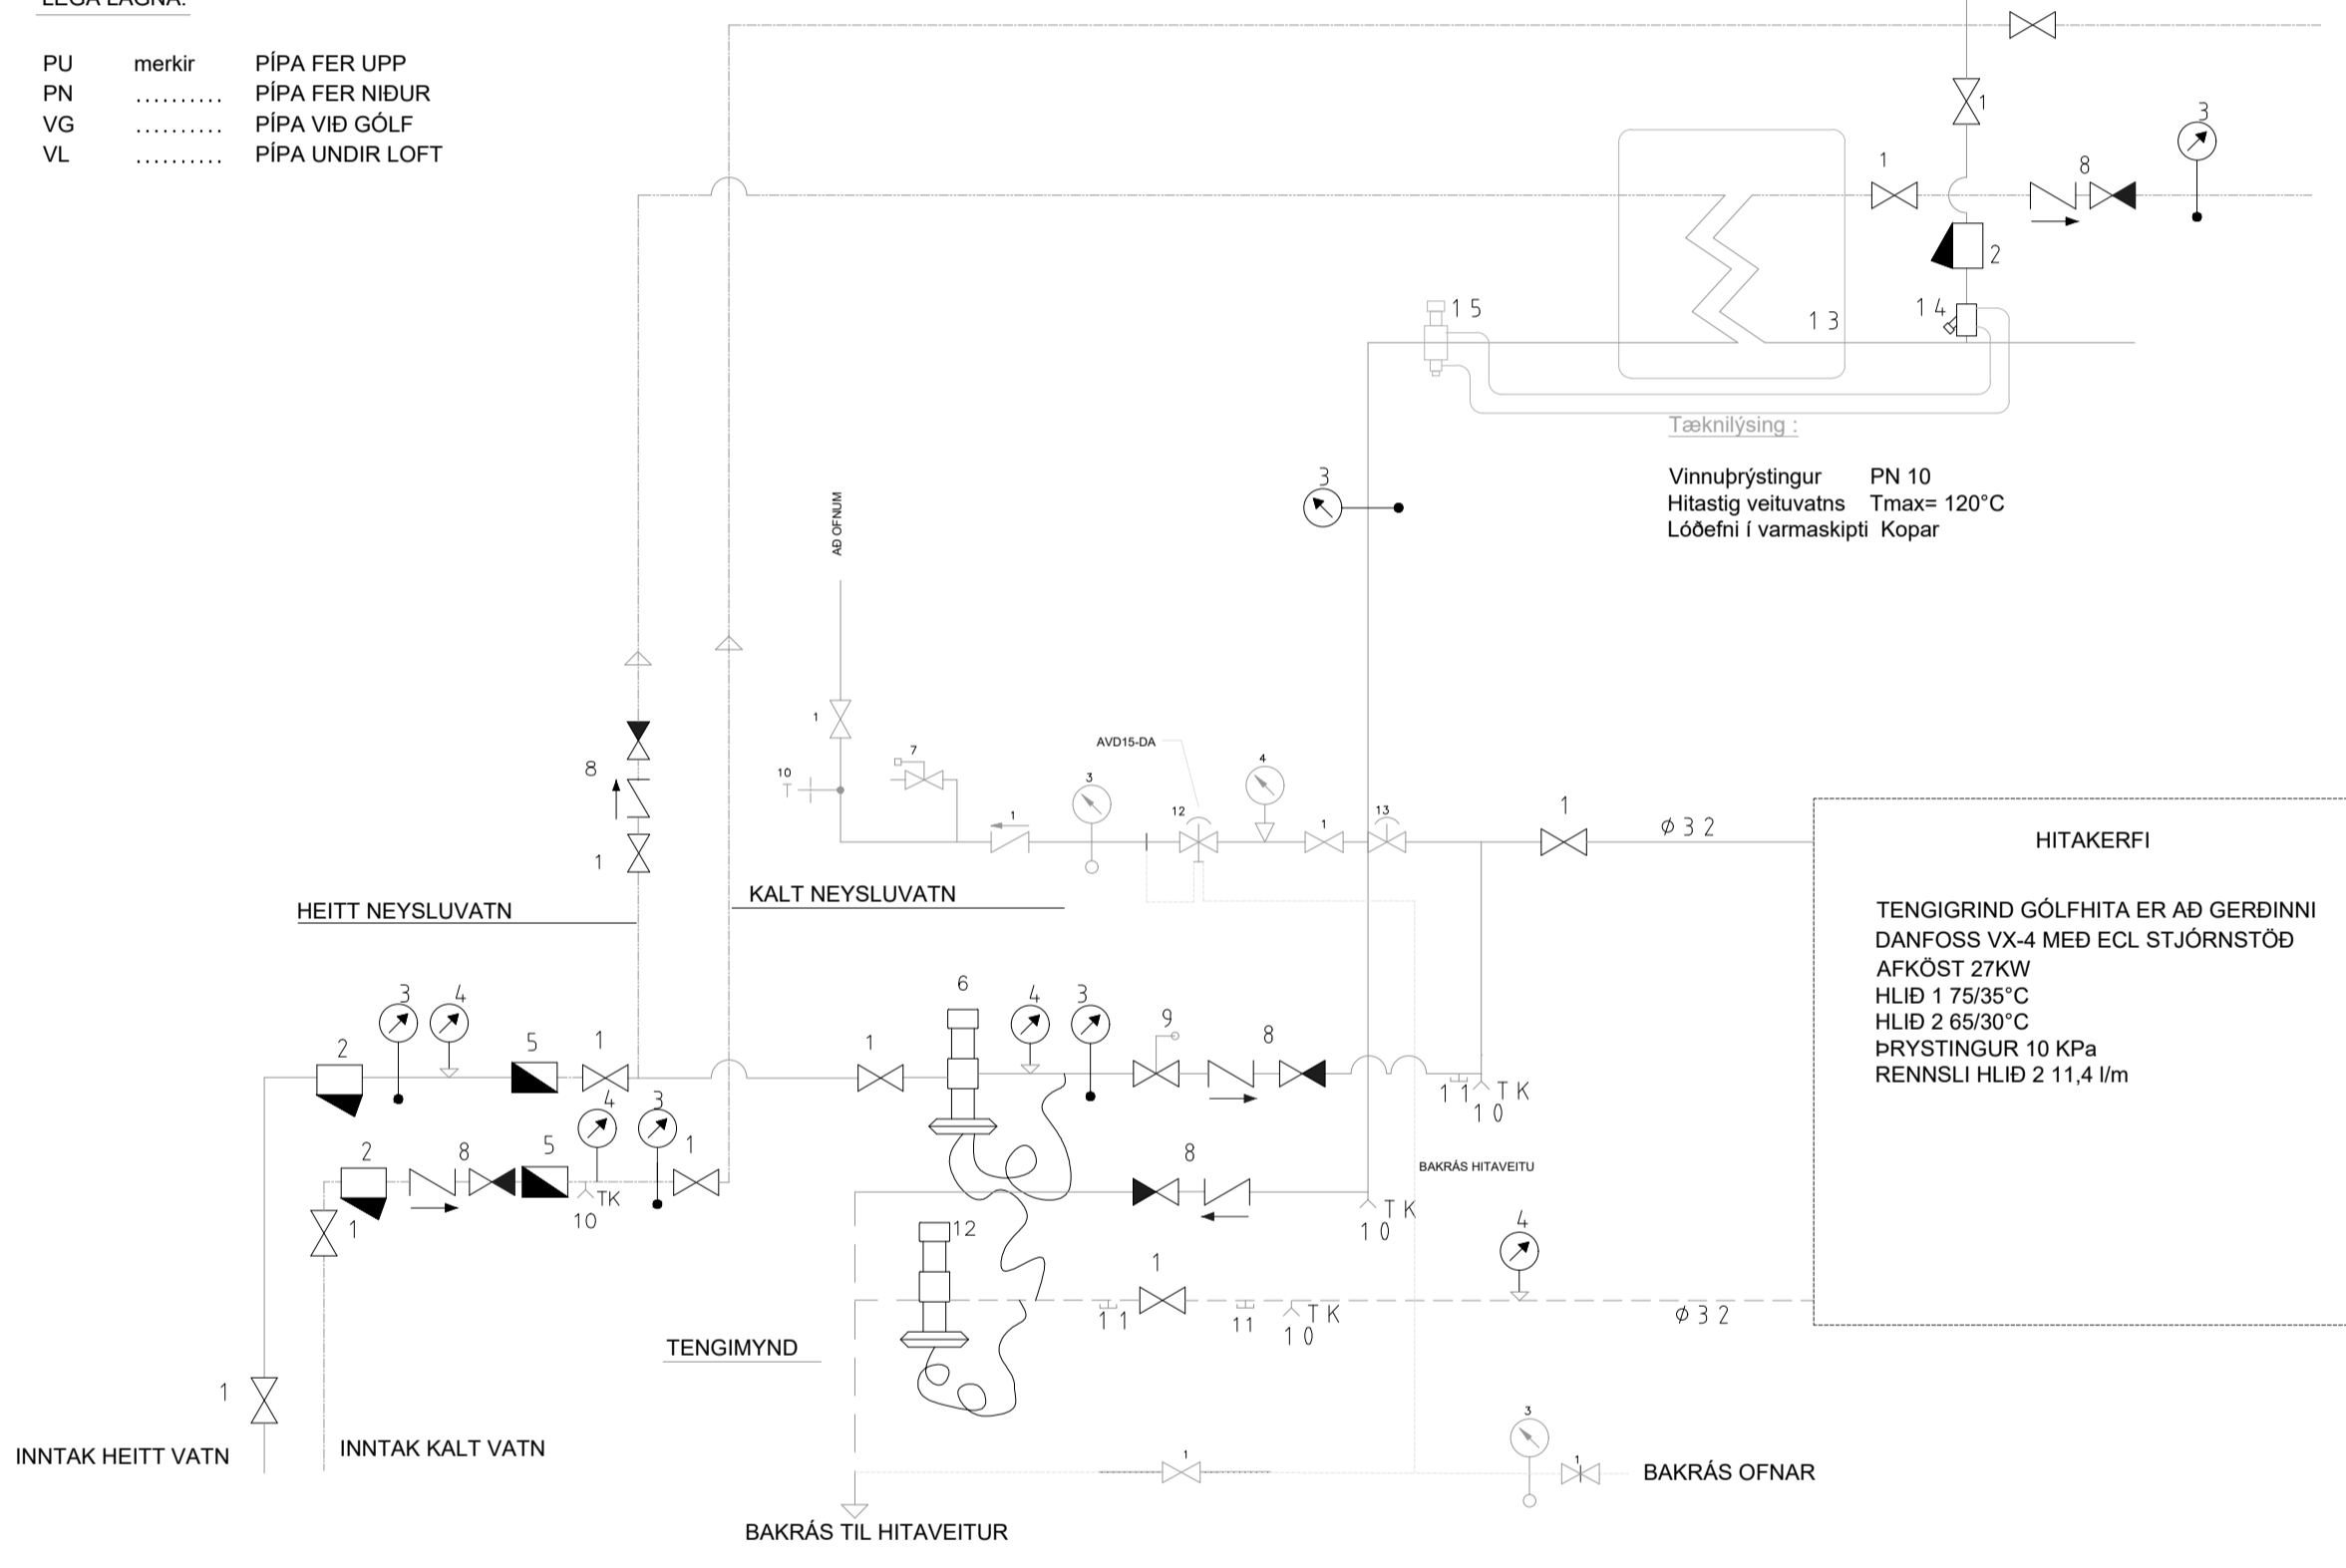 LEGA LAGNA:
PU merkir PÍPA FER UPP
PN .......... PÍPA FER NIÐUR
VG .......... PÍPA VIÐ GÓLF
VL .......... PÍPA UNDIR LOFT
1
3
1
8
2
15
14
13
Tæknilýsing :
Vinnuþrýstingur PN 10
Hitastig veituvatns Tmax= 120°C
Lóðefni í varmaskipti Kopar
3
AÐ OFNUM
1
7
10
T
3
1
AVD15-DA
12
4
1
13
1
ø32
8
1
HEITT NEYSLUVATN
KALT NEYSLUVATN
HITAKERFI
TENGIGRIND GÓLFHITA ER AÐ GERÐINNI
DANFOSS VX-4 MEÐ ECL STJÓRNSTÖÐ
AFKÖST 27KW
HLIÐ 1 75/35°C
HLIÐ 2 65/30°C
ÞRYSTINGUR 10 KPa
RENNSLI HLIÐ 2 11,4 l/m
2
3
4
5
1
1
6
4
3
9
8
11
TK
10
2
8
5
4
3
1
TK
10
1
8
BAKRÁS HITAVEITU
TK
10
12
1
4
11
11
TK
10
ø32
TENGIMYND
1
INNTAK HEITT VATN
INNTAK KALT VATN
1
3
1
BAKRÁS OFNAR
BAKRÁS TIL HITAVEITUR